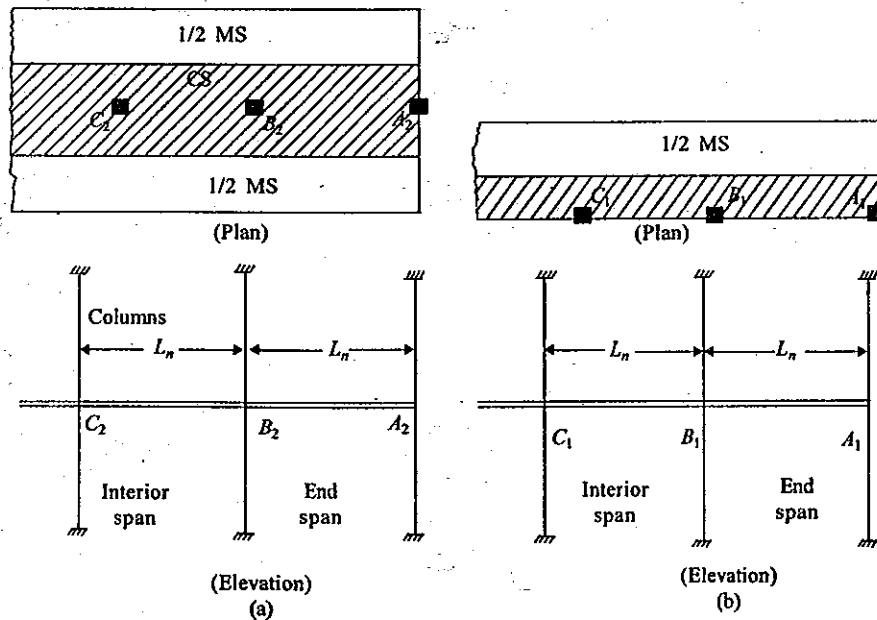 1/2 MS
CS
C₂
B₂
A₂
1/2 MS
(Plan)
1/2 MS
C₁
B₁
A₁
(Plan)
Columns
Lₙ
Lₙ
C₂
B₂
A₂
Interior
span
End
span
(Elevation)
(a)
Lₙ
Lₙ
C₁
B₁
A₁
Interior
span
End
span
(Elevation)
(b)